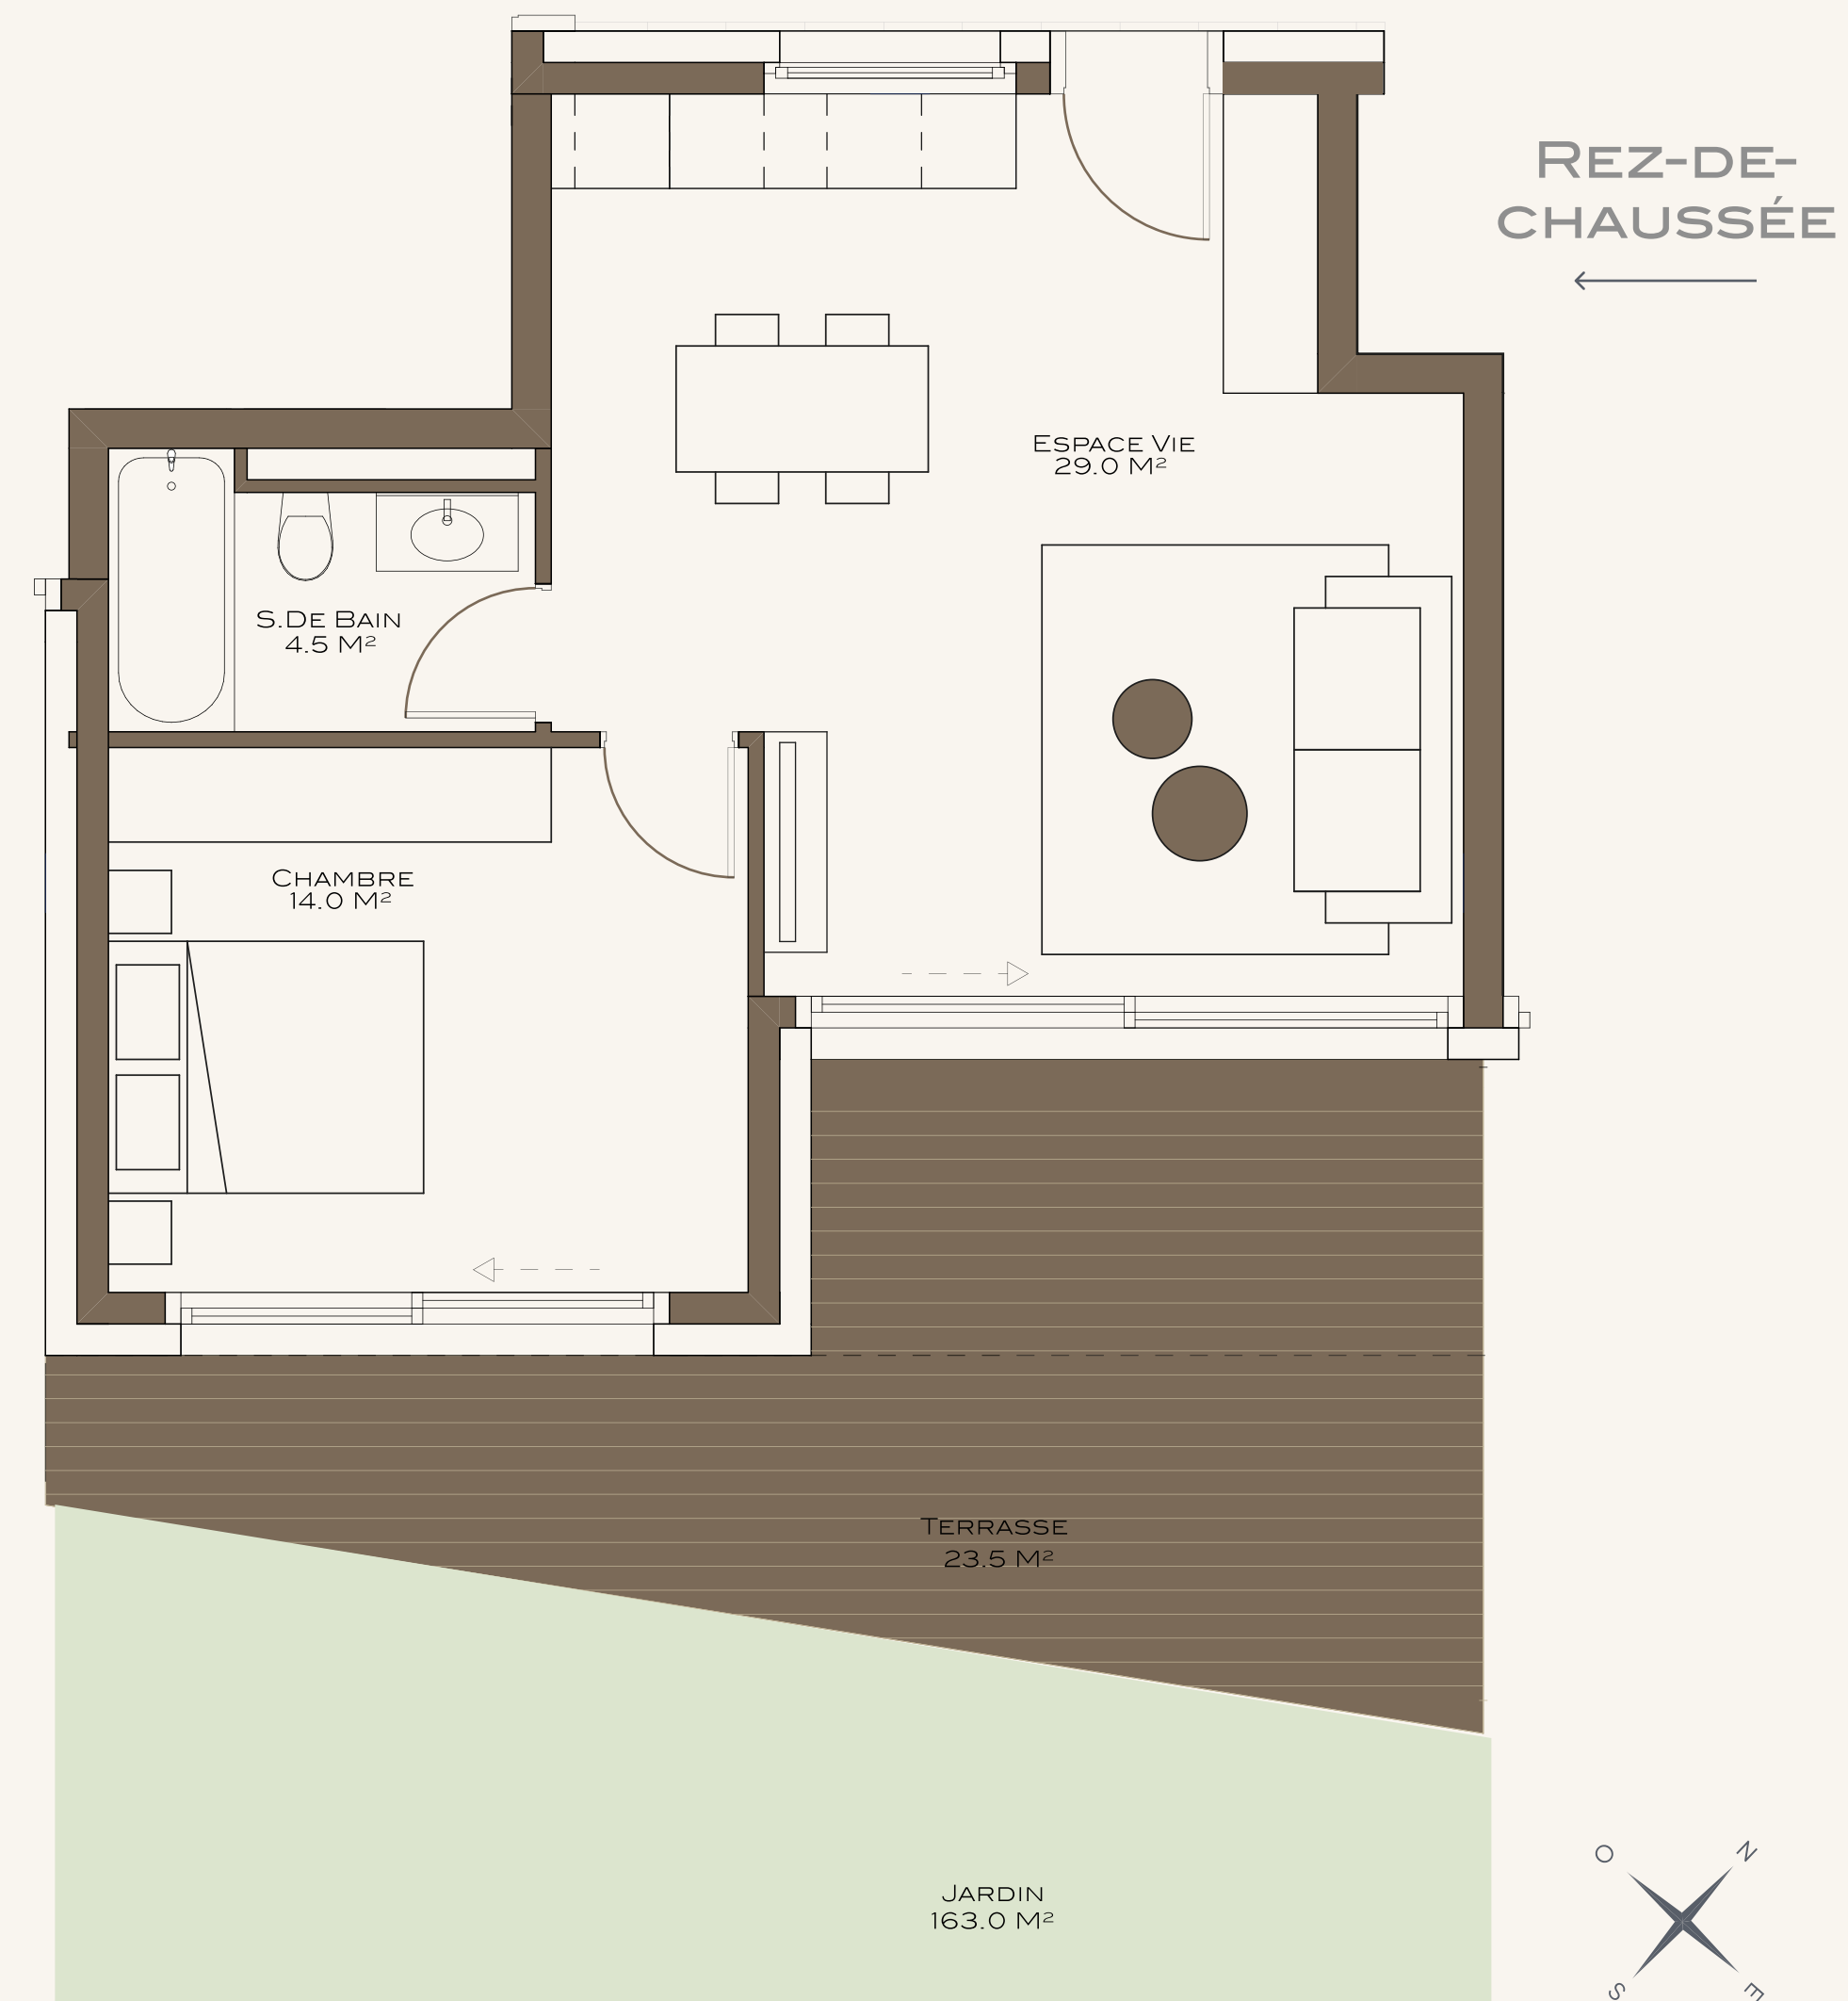 REZ-DE-
CHAUSSÉE
ESPACE VIE
29.0 M²
S.DE BAIN
4.5 M²
CHAMBRE
14.0 M²
TERRASSE
23.5 M²
JARDIN
163.0 M²
O N
S E